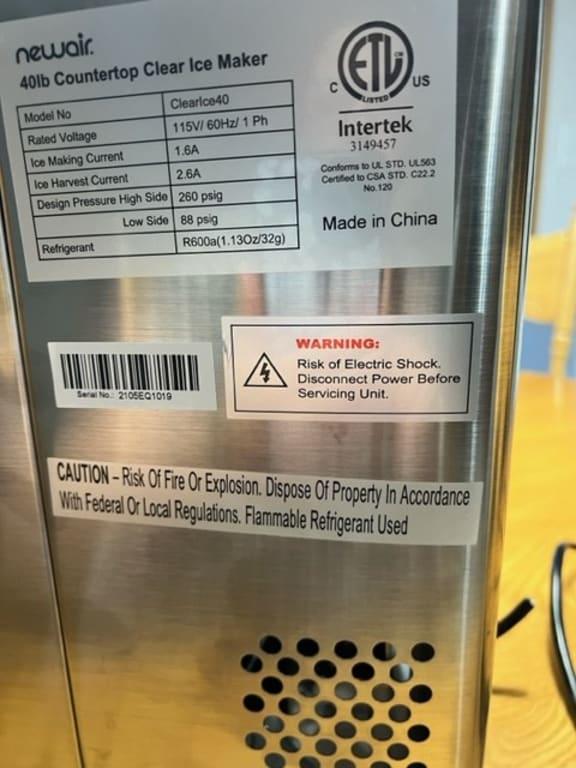 newair.
40lb Countertop Clear Ice Maker
Model No ClearIce40
Rated Voltage 115V/ 60Hz/ 1 Ph
Ice Making Current 1.6A
Ice Harvest Current 2.6A
Design Pressure High Side 260 psig
Low Side 88 psig
Refrigerant R600a(1.13Oz/32g)
ETL CM
LISTED
C US
Intertek
3149457
Conforms to UL STD. UL563
Certified to CSA STD. C22.2
No.120
Made in China
Serial No.: 2105EQ1019
WARNING:
Risk of Electric Shock.
Disconnect Power Before
Servicing Unit.
CAUTION – Risk Of Fire Or Explosion. Dispose Of Property In Accordance
With Federal Or Local Regulations. Flammable Refrigerant Used